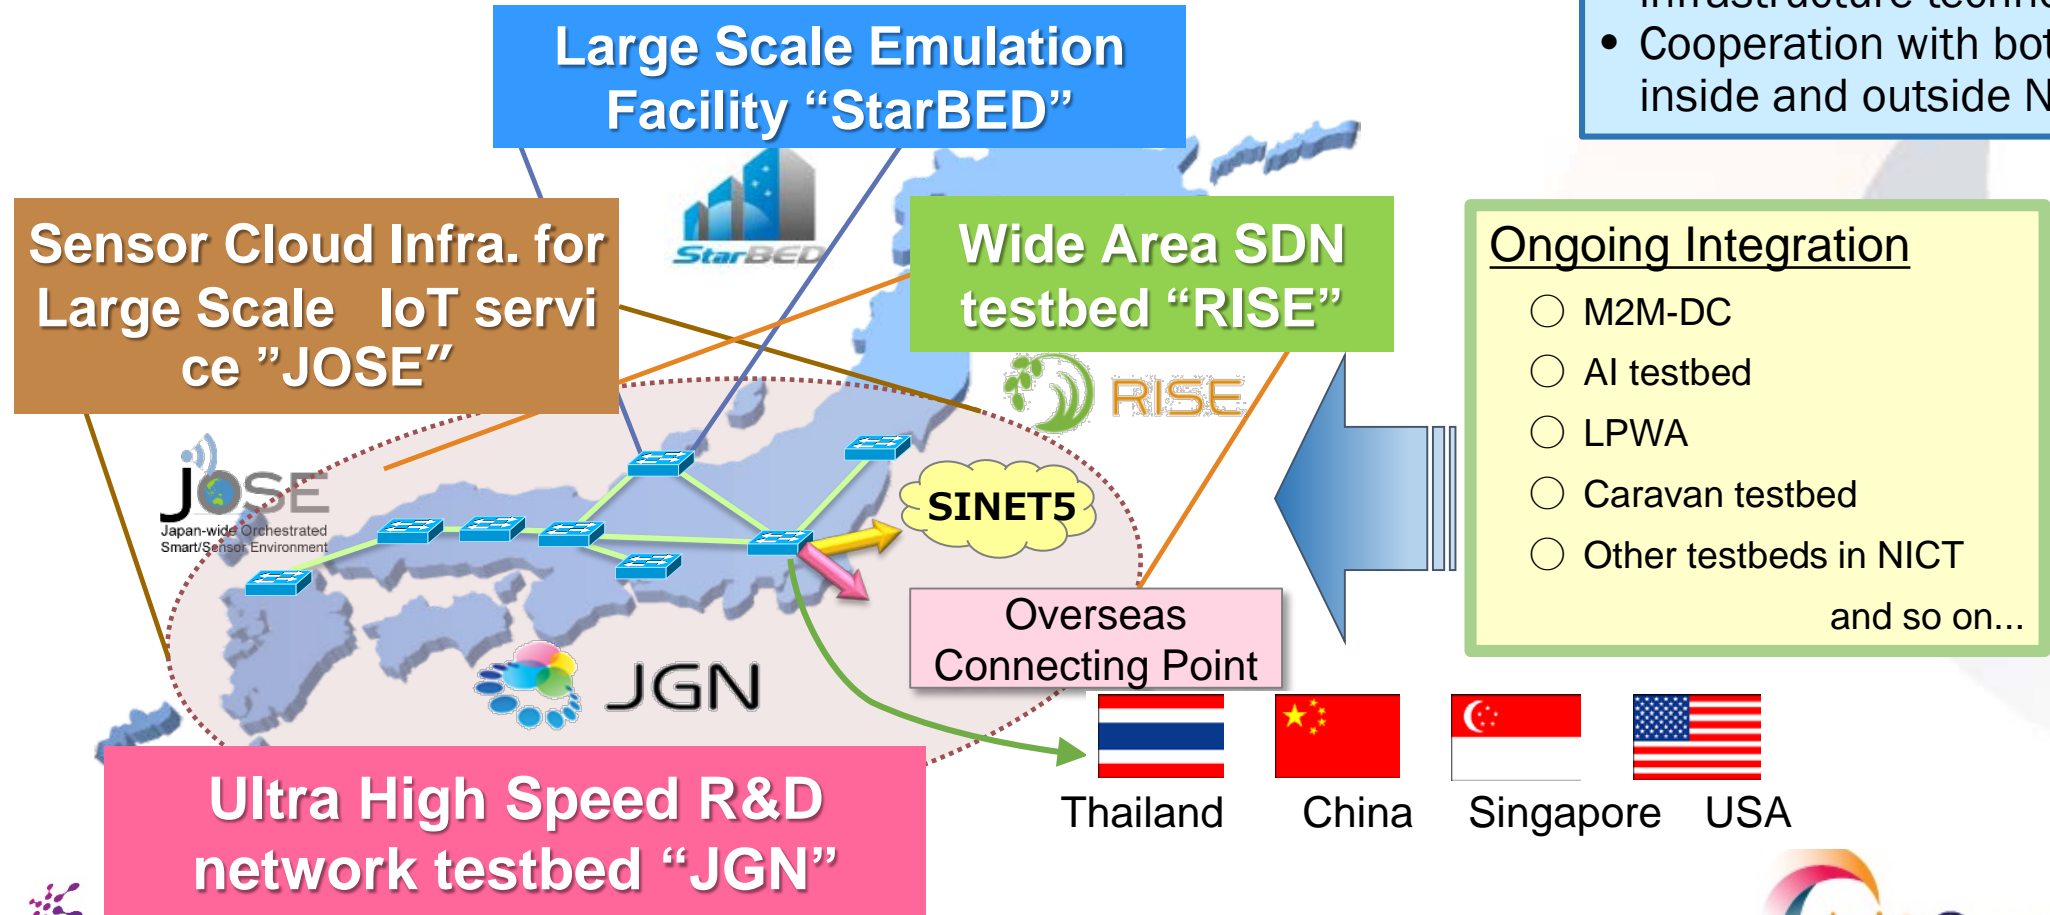 infrastructure
• Cooperation with
inside and outside
Large Scale Emulation
Facility “StarBED”
StarBED
Sensor Cloud Infra. for
Large Scale IoT servi
ce ”JOSE”
Wide Area SDN
testbed “RISE”
RISE
Ongoing Integration
○ M2M-DC
○ AI testbed
○ LPWA
○ Caravan testbed
○ Other testbeds in NICT
and so on...
JOSE
Japan-wide Orchestrated
Smart/Sensor Environment
SINET5
Overseas
Connecting Point
JGN
Thailand China Singapore USA
Ultra High Speed R&D
network testbed “JGN”